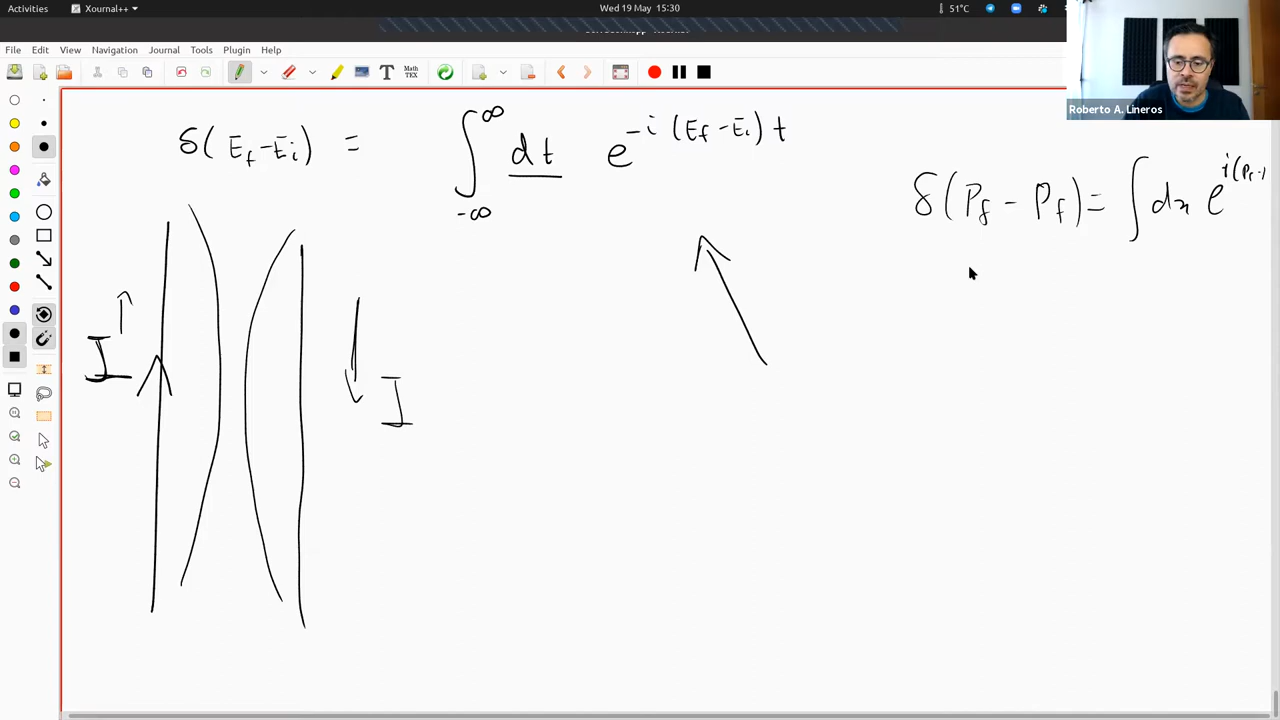 Activities
Xournal++
Wed 19 May 15:30
51°C
File Edit View Navigation Journal Tools Plugin Help
Roberto A. Lineros
δ(E_f-E_i) = ∫_{-∞}^{∞} dt e^{-i(E_f-E_i)t}
δ(P_f-P_f) = ∫dx e^{i(P_f-
I
I